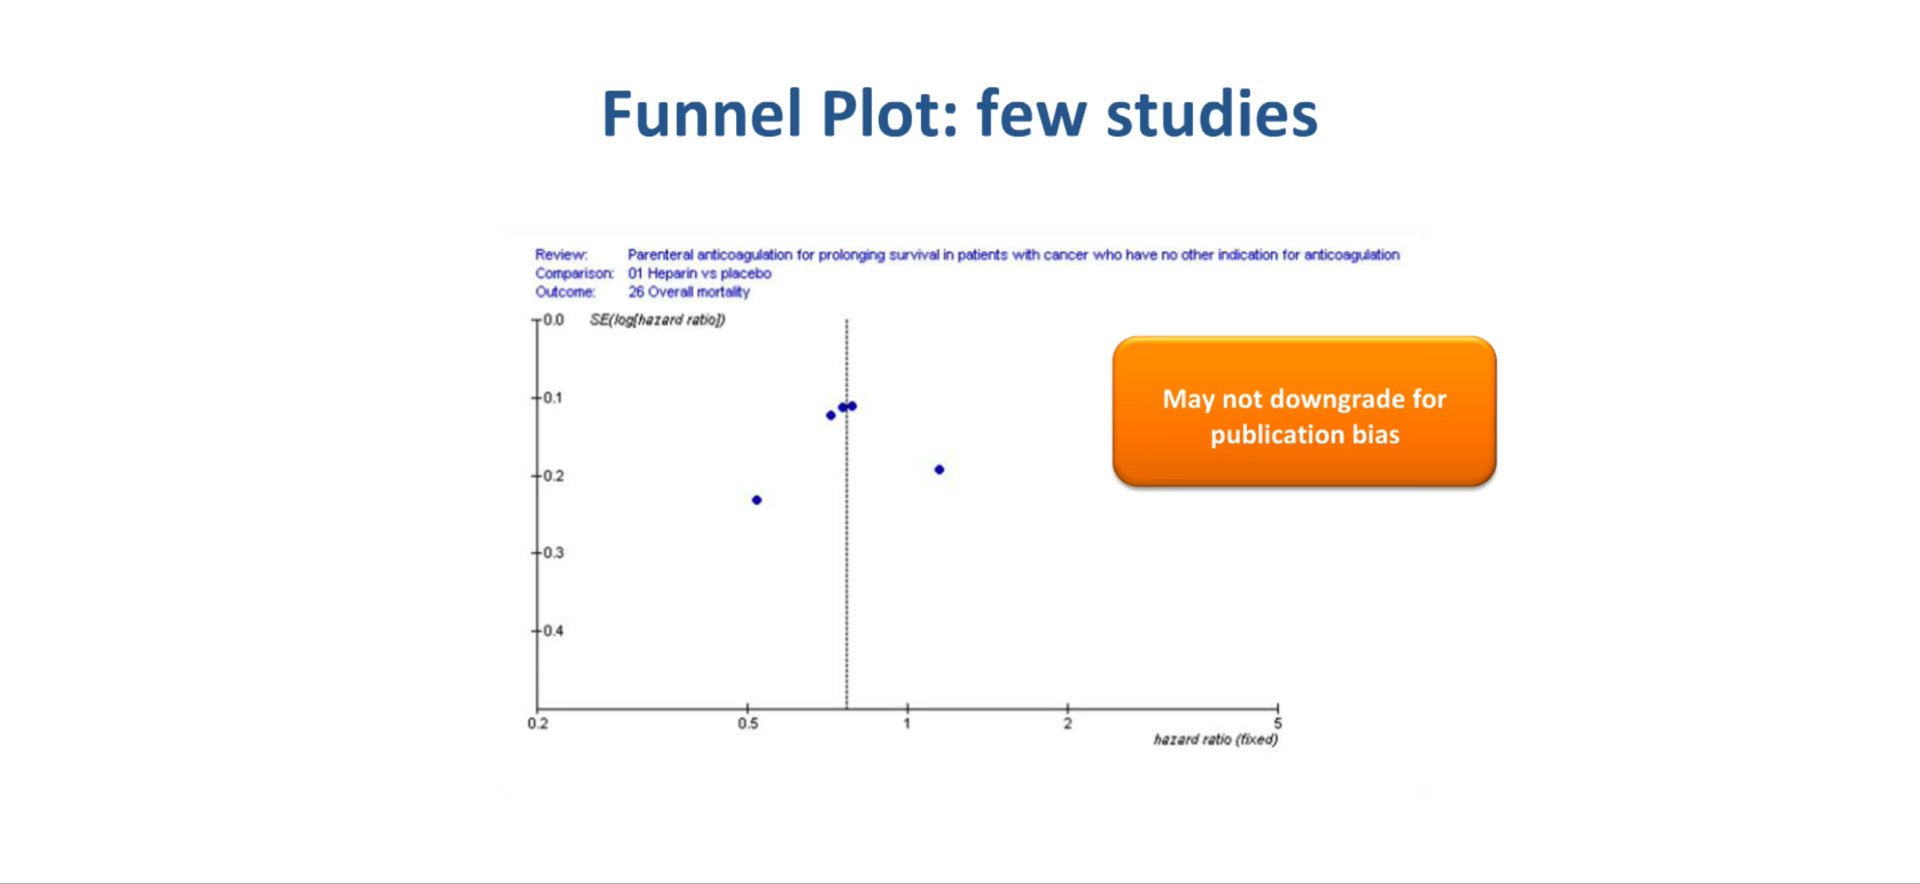 Funnel Plot: few studies
Review: Parenteral anticoagulation for prolonging survival in patients with cancer who have no other indication for anticoagulation
Comparison: 01 Heparin vs placebo
Outcome: 26 Overall mortality
0.0 SE(log[hazard ratio])
0.1
May not downgrade for
publication bias
0.2
0.3
0.4
0.2 0.5 1 2 5
hazard ratio (fixed)